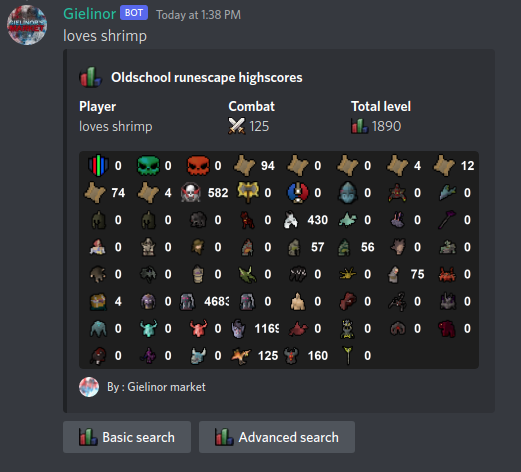 Gielinor BOT Today at 1:38 PM
loves shrimp
Oldschool runescape highscores
Player Combat Total level
loves shrimp 125 1890
0 0 0 94 0 0 4 12
74 4 582 0 0 0 0 0
0 0 0 0 430 0 0 0
0 0 0 0 57 56 0 0
0 0 0 0 0 0 75 0
4 0 4683 0 0 0 0 0
0 0 0 1169 0 0 0 0
0 0 0 125 160 0
By : Gielinor market
Basic search Advanced search